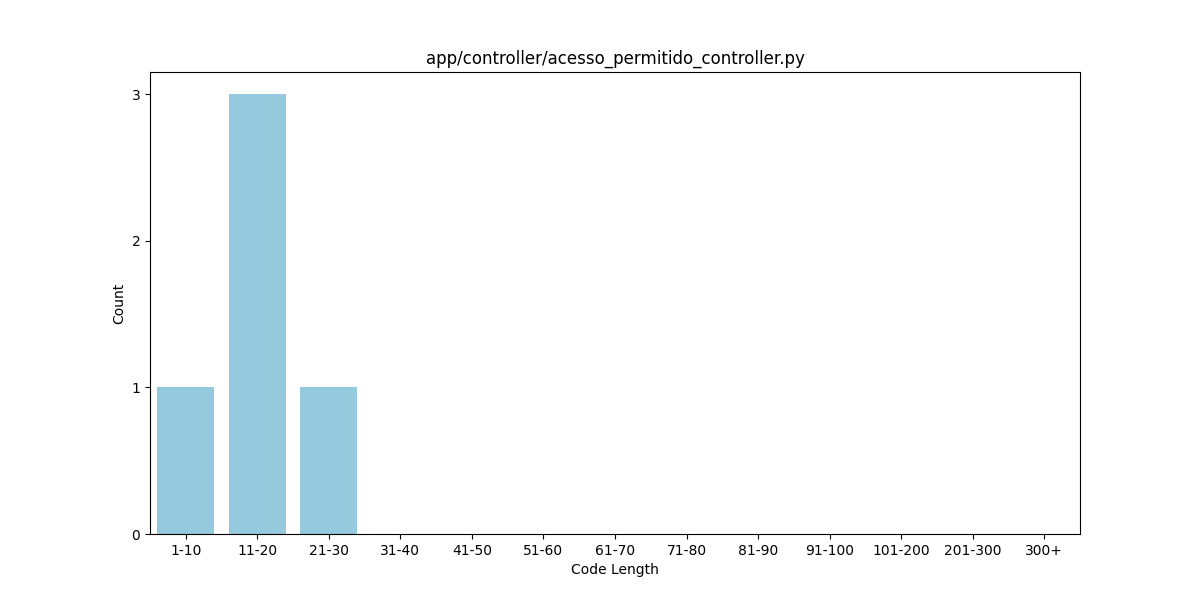 app/controller/acesso_permitido_controller.py
3
2
1
0
Count
1-10 11-20 21-30 31-40 41-50 51-60 61-70 71-80 81-90 91-100 101-200 201-300 300+
Code Length